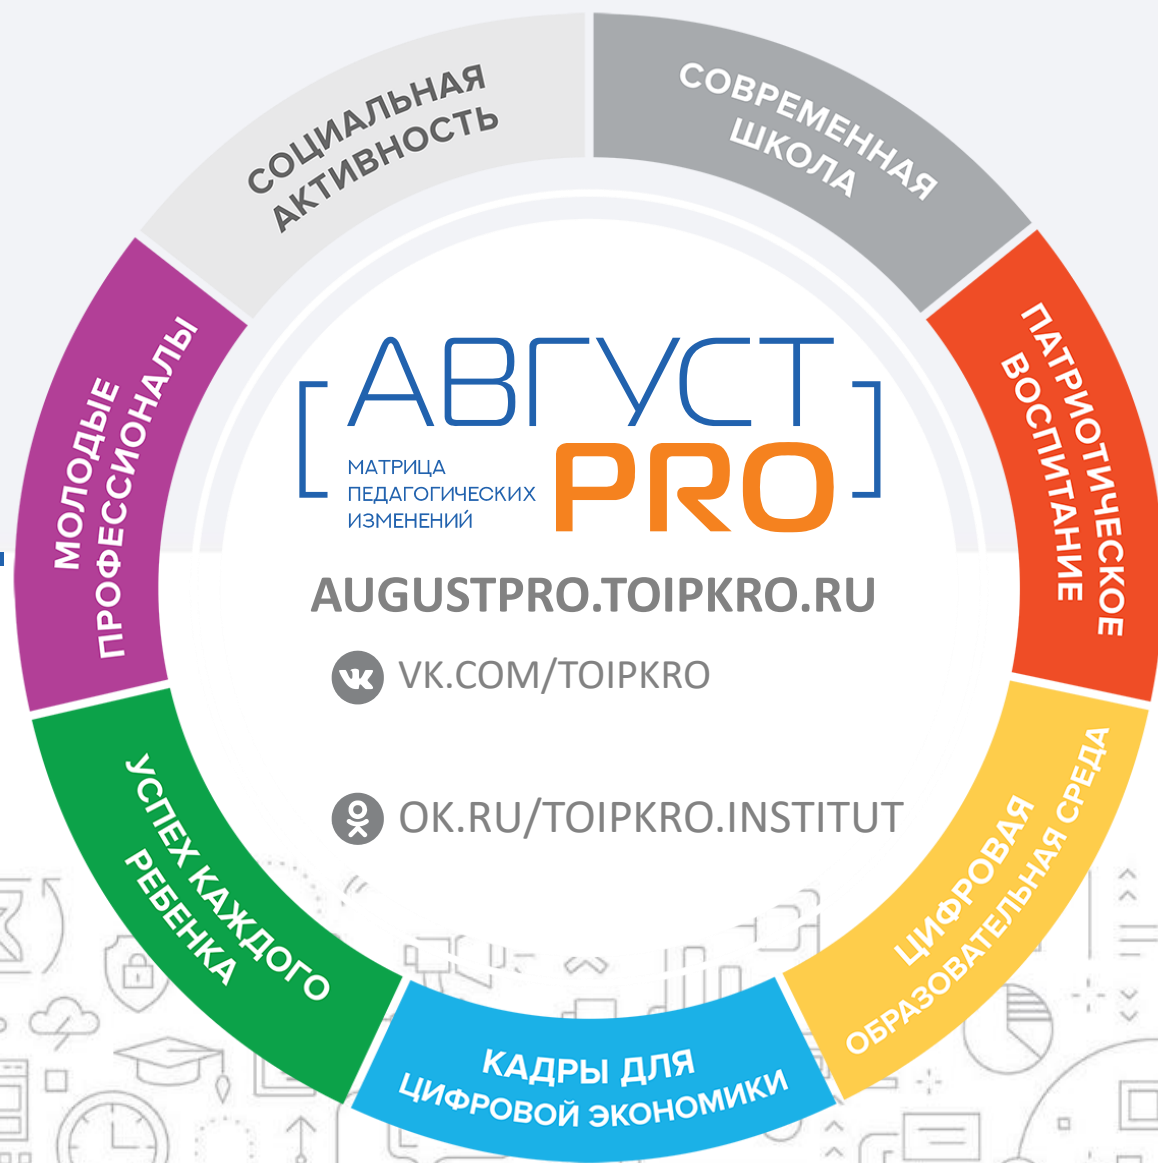 СОЦИАЛЬНАЯ
АКТИВНОСТЬ
СОВРЕМЕННАЯ
ШКОЛА
ПАТРИОТИЧЕСКОЕ
ВОСПИТАНИЕ
ЦИФРОВАЯ
ОБРАЗОВАТЕЛЬНАЯ СРЕДА
КАДРЫ ДЛЯ
ЦИФРОВОЙ ЭКОНОМИКИ
УСПЕХ КАЖДОГО
РЕБЕНКА
МОЛОДЫЕ
ПРОФЕССИОНАЛЫ
[АВГУСТ]
PRO
МАТРИЦА
ПЕДАГОГИЧЕСКИХ
ИЗМЕНЕНИЙ
AUGUSTPRO.TOIPKRO.RU
VK.COM/TOIPKRO
OK.RU/TOIPKRO.INSTITUT